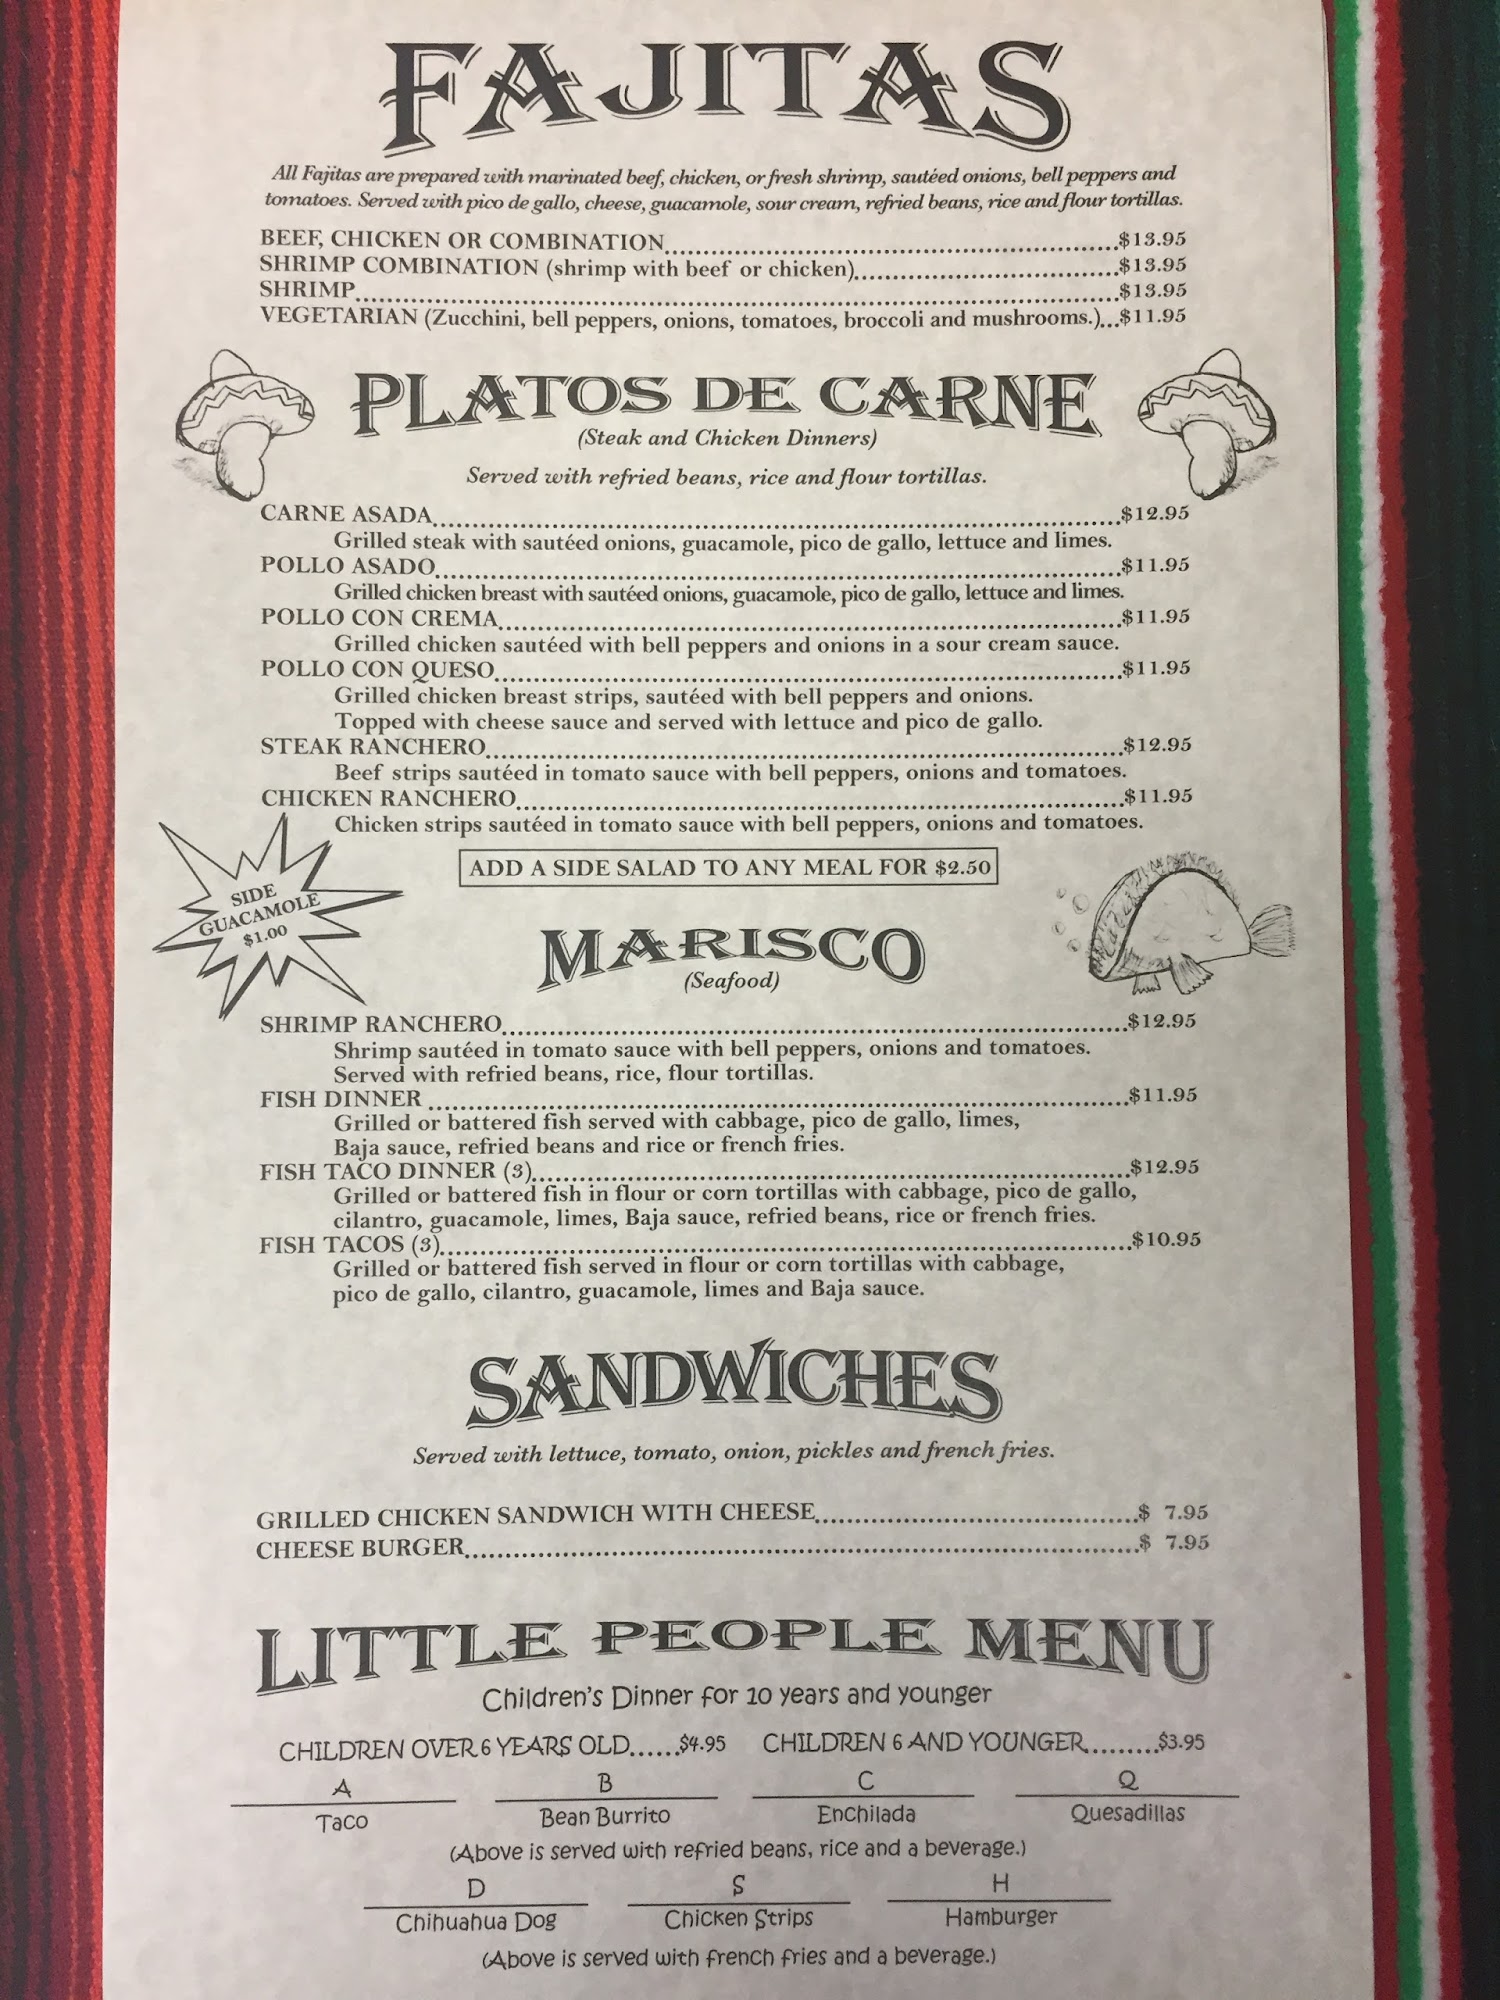 FAJITAS
All Fajitas are prepared with marinated beef, chicken, or fresh shrimp, sautéed onions, bell peppers and
tomatoes. Served with pico de gallo, cheese, guacamole, sour cream, refried beans, rice and flour tortillas.
BEEF, CHICKEN OR COMBINATION $13.95
SHRIMP COMBINATION (shrimp with beef or chicken) $13.95
SHRIMP $13.95
VEGETARIAN (Zucchini, bell peppers, onions, tomatoes, broccoli and mushrooms.)...$11.95
PLATOS DE CARNE
(Steak and Chicken Dinners)
Served with refried beans, rice and flour tortillas.
CARNE ASADA $12.95
Grilled steak with sautéed onions, guacamole, pico de gallo, lettuce and limes.
POLLO ASADO $11.95
Grilled chicken breast with sautéed onions, guacamole, pico de gallo, lettuce and limes.
POLLO CON CREMA $11.95
Grilled chicken sautéed with bell peppers and onions in a sour cream sauce.
POLLO CON QUESO $11.95
Grilled chicken breast strips, sautéed with bell peppers and onions.
Topped with cheese sauce and served with lettuce and pico de gallo.
STEAK RANCHERO $12.95
Beef strips sautéed in tomato sauce with bell peppers, onions and tomatoes.
CHICKEN RANCHERO $11.95
Chicken strips sautéed in tomato sauce with bell peppers, onions and tomatoes.
ADD A SIDE SALAD TO ANY MEAL FOR $2.50
SIDE
GUACAMOLE
$1.00
MARISCO
(Seafood)
SHRIMP RANCHERO $12.95
Shrimp sautéed in tomato sauce with bell peppers, onions and tomatoes.
Served with refried beans, rice, flour tortillas.
FISH DINNER $11.95
Grilled or battered fish served with cabbage, pico de gallo, limes,
Baja sauce, refried beans and rice or french fries.
FISH TACO DINNER (3) $12.95
Grilled or battered fish in flour or corn tortillas with cabbage, pico de gallo,
cilantro, guacamole, limes, Baja sauce, refried beans, rice or french fries.
FISH TACOS (3) $10.95
Grilled or battered fish served in flour or corn tortillas with cabbage,
pico de gallo, cilantro, guacamole, limes and Baja sauce.
SANDWICHES
Served with lettuce, tomato, onion, pickles and french fries.
GRILLED CHICKEN SANDWICH WITH CHEESE $ 7.95
CHEESE BURGER $ 7.95
LITTLE PEOPLE MENU
Children's Dinner for 10 years and younger
CHILDREN OVER 6 YEARS OLD......$4.95 CHILDREN 6 AND YOUNGER.........$3.95
A B C Q
Taco Bean Burrito Enchilada Quesadillas
(Above is served with refried beans, rice and a beverage.)
D S H
Chihuahua Dog Chicken Strips Hamburger
(Above is served with french fries and a beverage.)